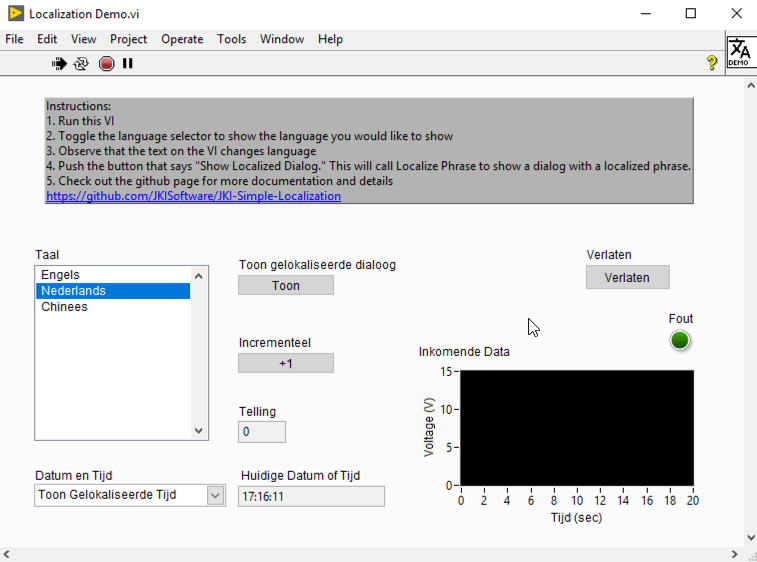 Localization Demo.vi
File Edit View Project Operate Tools Window Help
?
文A
DEMO
Instructions:
1. Run this VI
2. Toggle the language selector to show the language you would like to show
3. Observe that the text on the VI changes language
4. Push the button that says "Show Localized Dialog." This will call Localize Phrase to show a dialog with a localized phrase.
5. Check out the github page for more documentation and details
https://github.com/JKISoftware/JKI-Simple-Localization
Taal
Engels
Nederlands
Chinees
Toon gelokaliseerde dialoog
Toon
Verlaten
Verlaten
Incrementeel
+1
Fout
Telling
0
Inkomende Data
15
10
5
0
Voltage (V)
0 2 4 6 8 10 12 14 16 18 20
Tijd (sec)
Datum en Tijd
Toon Gelokaliseerde Tijd
Huidige Datum of Tijd
17:16:11